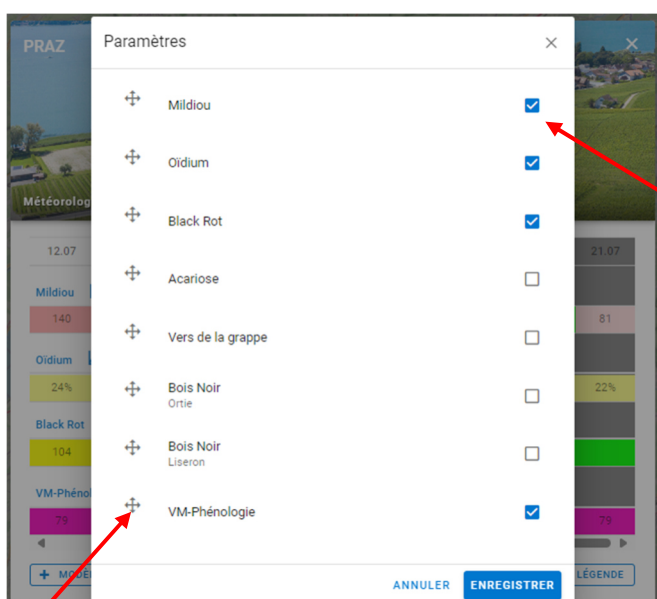 PRAZ
Paramètres
Météorolog
Mildiou
Oïdium
Black Rot
Acariose
Vers de la grappe
Bois Noir
Ortie
Bois Noir
Liseron
VM-Phénologie
ANNULER ENREGISTRER
12.07 21.07
Mildiou
140 81
Oïdium
24% 22%
Black Rot
104
VM-Phénol
79 79
+ MODÈ LÉGENDE